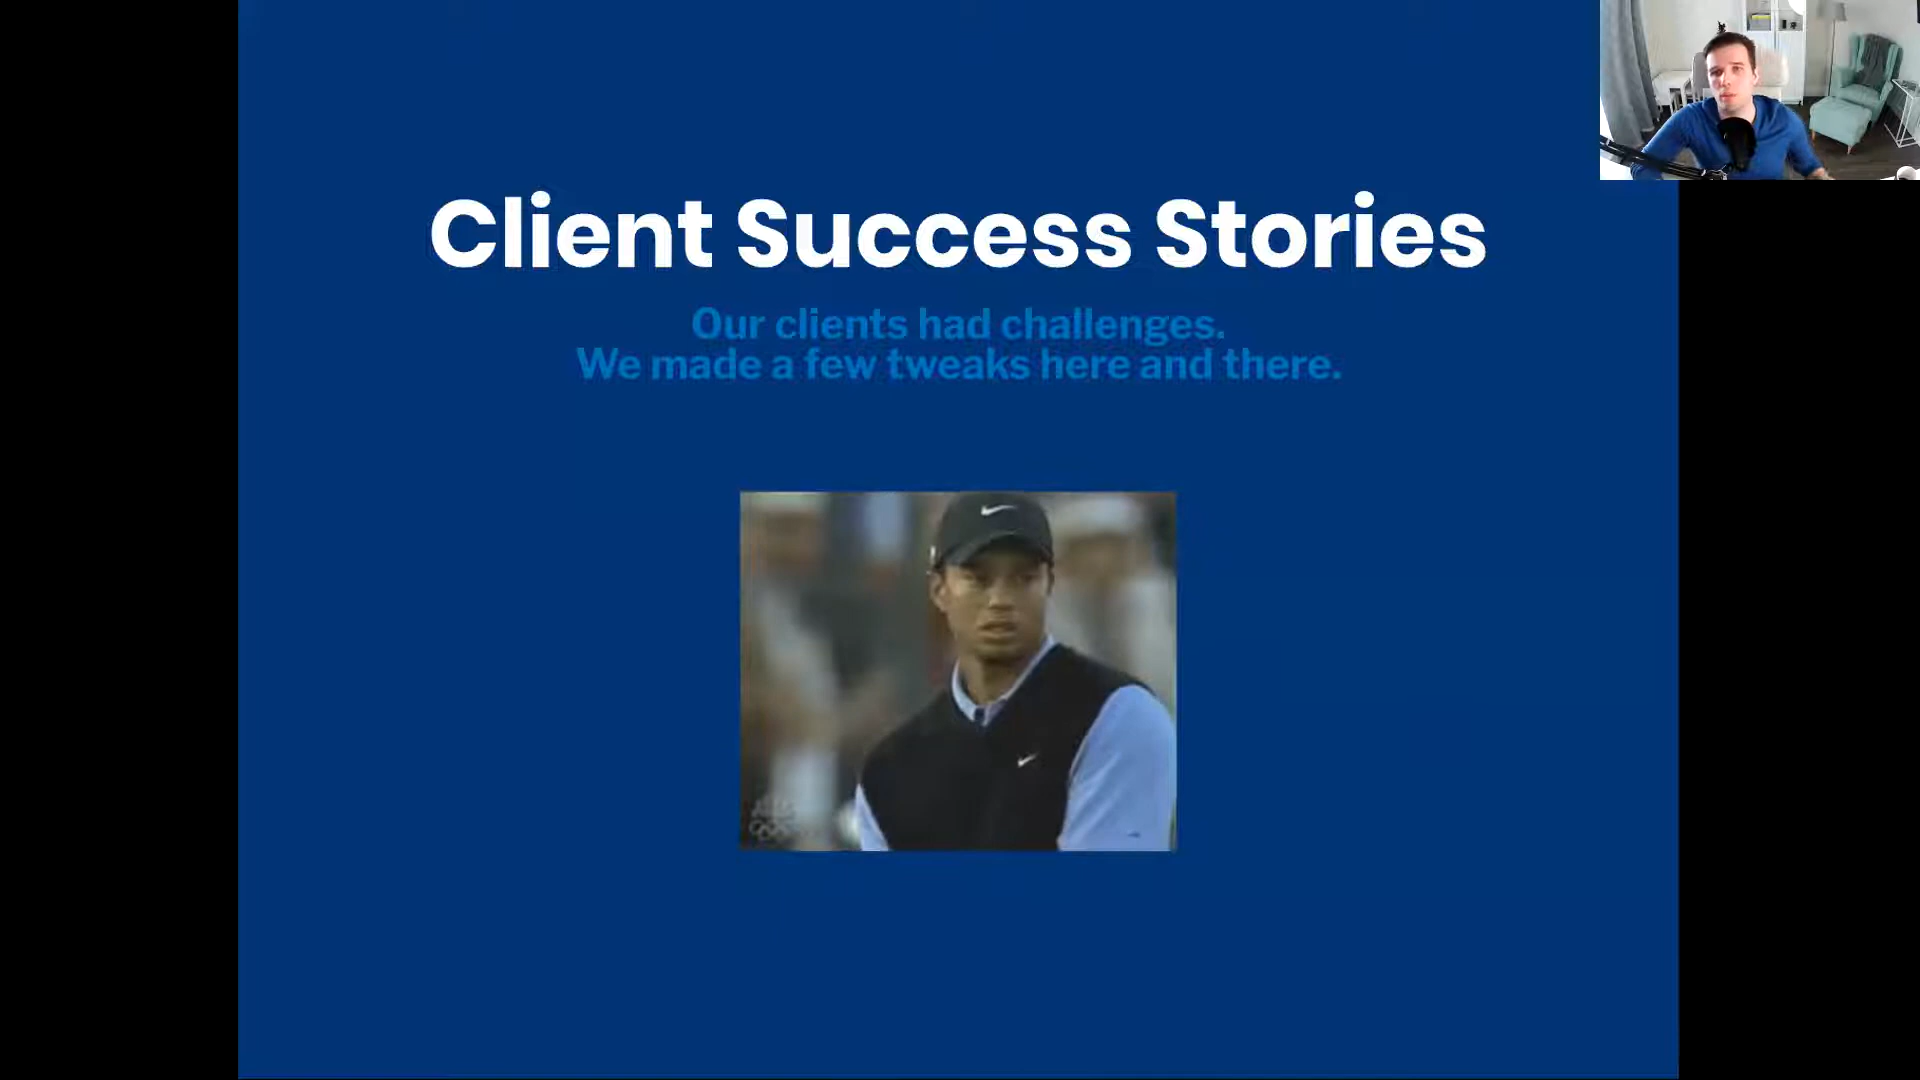 Client Success Stories
Our clients had challenges.
We made a few tweaks here and there.